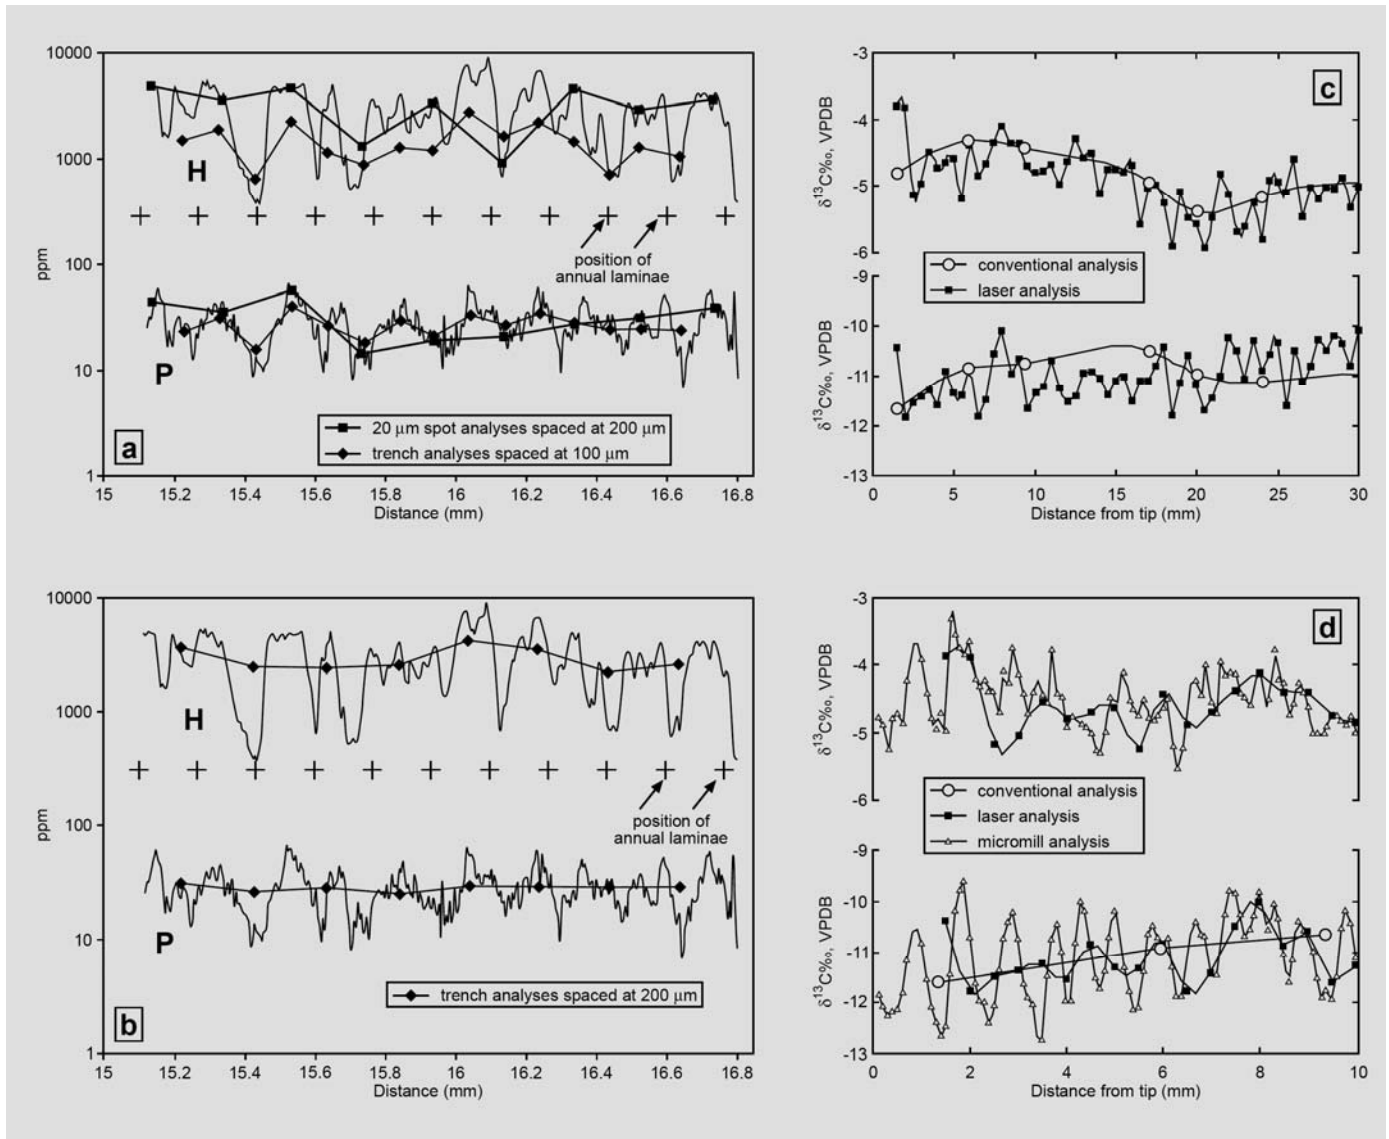 10000
1000
100
10
1
ppm
H
P
position of
annual laminae
20 μm spot analyses spaced at 200 μm
trench analyses spaced at 100 μm
a
15 15.2 15.4 15.6 15.8 16 16.2 16.4 16.6 16.8
Distance (mm)
-3
-4
-5
-6
δ13C‰, VPDB
c
conventional analysis
laser analysis
-9
-10
-11
-12
-13
δ13C‰, VPDB
0 5 10 15 20 25 30
Distance from tip (mm)
10000
1000
100
10
1
ppm
H
P
position of
annual laminae
trench analyses spaced at 200 μm
b
15 15.2 15.4 15.6 15.8 16 16.2 16.4 16.6 16.8
Distance (mm)
-3
-4
-5
-6
δ13C‰, VPDB
d
conventional analysis
laser analysis
micromill analysis
-9
-10
-11
-12
-13
δ13C‰, VPDB
0 2 4 6 8 10
Distance from tip (mm)